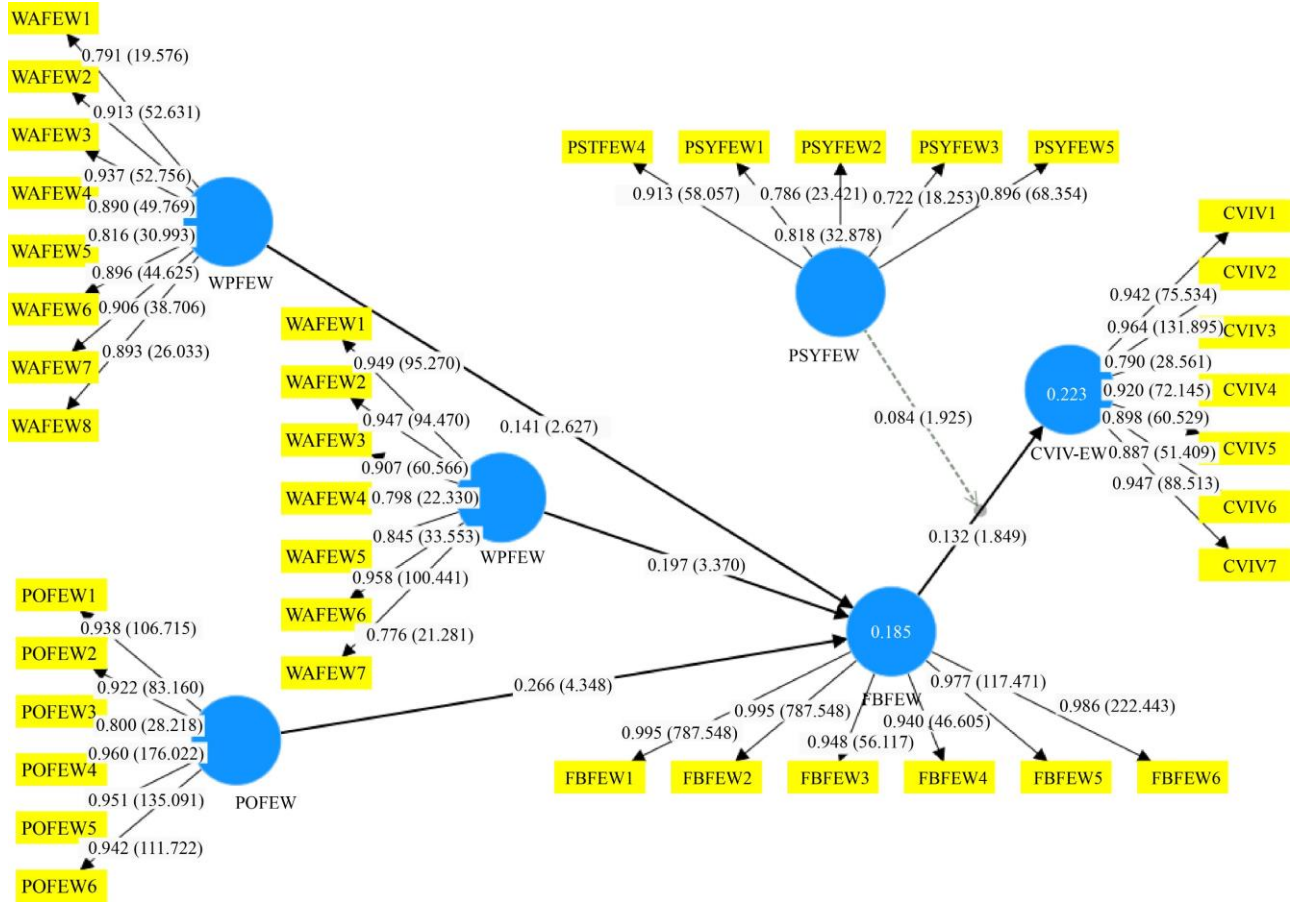 WAFEW1
0.791 (19.576)
WAFEW2
0.913 (52.631)
WAFEW3
0.937 (52.756)
WAFEW4
0.890 (49.769)
0.816 (30.993)
WAFEW5
0.896 (44.625)
WAFEW6
0.906 (38.706)
0.893 (26.033)
WAFEW7
WAFEW8
WPFEW
WAFEW1
0.949 (95.270)
WAFEW2
0.947 (94.470)
WAFEW3
0.907 (60.566)
WAFEW4
0.798 (22.330)
0.845 (33.553)
WAFEW5
0.958 (100.441)
WAFEW6
0.776 (21.281)
WAFEW7
WPFEW
POFEW1
0.938 (106.715)
POFEW2
0.922 (83.160)
POFEW3
0.800 (28.218)
0.960 (176.022)
POFEW4
0.951 (135.091)
POFEW5
0.942 (111.722)
POFEW6
POFEW
0.141 (2.627)
0.197 (3.370)
0.266 (4.348)
PSTFEW4
PSYFEW1
PSYFEW2
PSYFEW3
PSYFEW5
0.913 (58.057)
0.786 (23.421)
0.722 (18.253)
0.896 (68.354)
0.818 (32.878)
PSYFEW
0.084 (1.925)
0.132 (1.849)
0.223
CVIV-EW
CVIV1
CVIV2
0.942 (75.534)
0.964 (131.895)
CVIV3
0.790 (28.561)
0.920 (72.145)
CVIV4
0.898 (60.529)
CVIV5
0.887 (51.409)
0.947 (88.513)
CVIV6
CVIV7
0.185
FBFEW
0.995 (787.548)
0.995 (787.548)
0.948 (56.117)
0.940 (46.605)
0.977 (117.471)
0.986 (222.443)
FBFEW1
FBFEW2
FBFEW3
FBFEW4
FBFEW5
FBFEW6